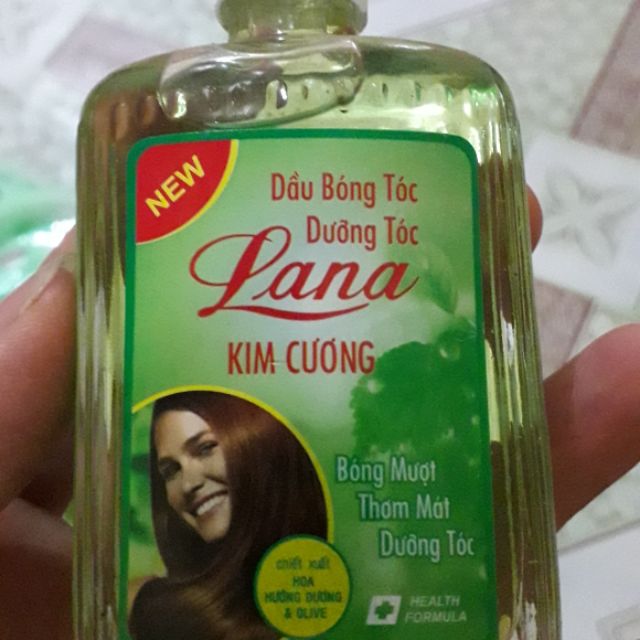 NEW
Dầu Bóng Tóc
Dưỡng Tóc
Lana
KIM CƯƠNG
Bóng Mượt
Thơm Mát
Dưỡng Tóc
chiết xuất
HOA
HƯỚNG DƯƠNG
& OLIVE
HEALTH
FORMULA